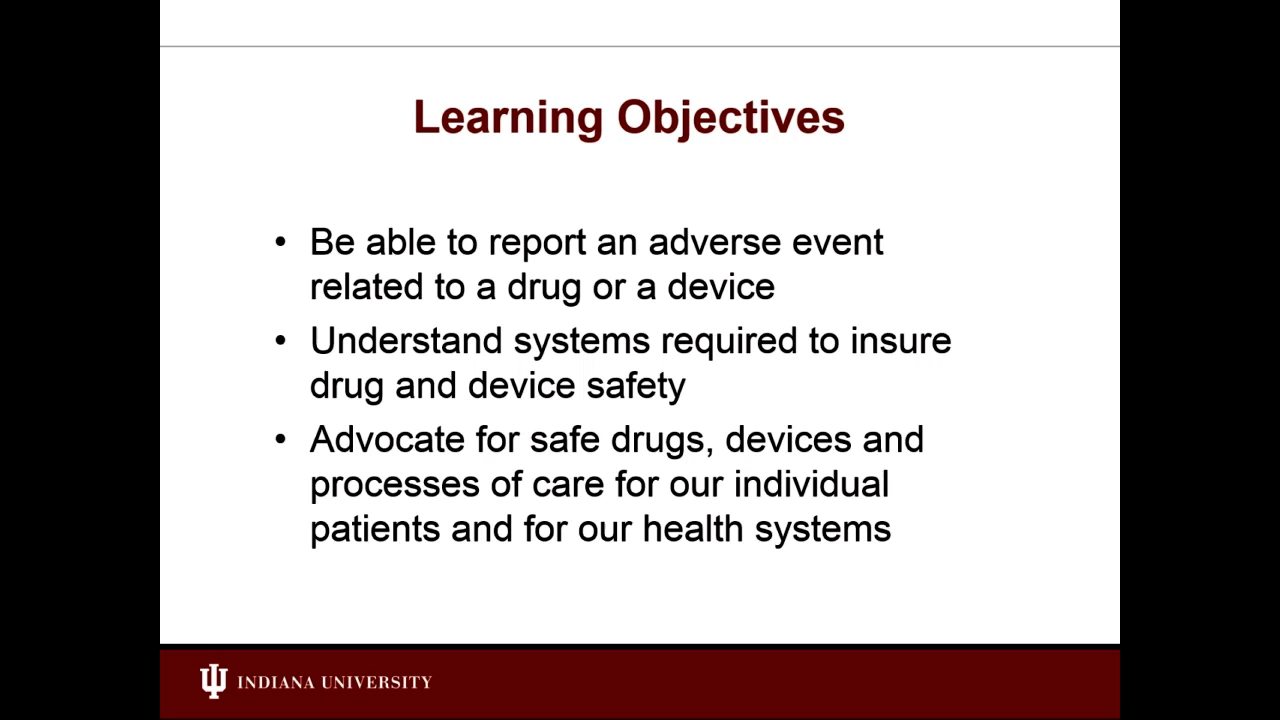 Learning Objectives
• Be able to report an adverse event
related to a drug or a device
• Understand systems required to insure
drug and device safety
• Advocate for safe drugs, devices and
processes of care for our individual
patients and for our health systems
INDIANA UNIVERSITY